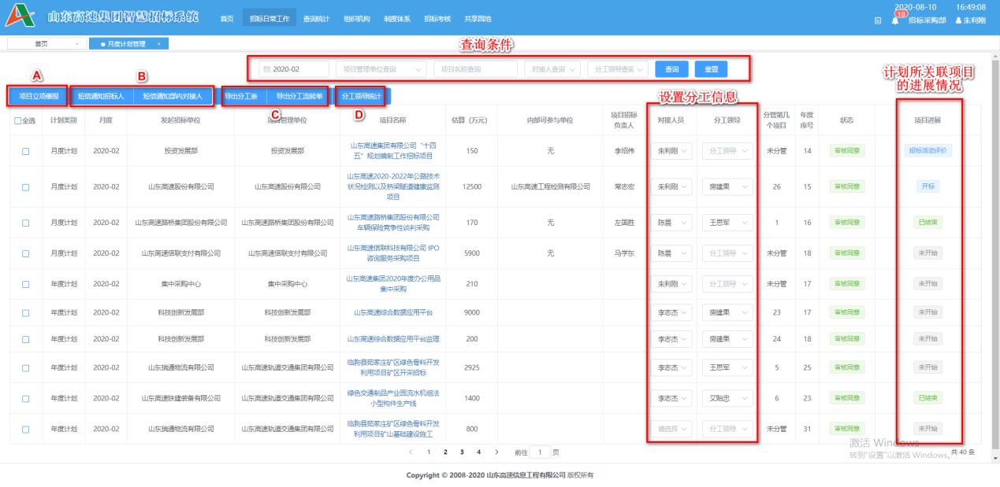 山东高速集团智慧招标系统
首页 招标日常工作 查询统计 组织机构 制度体系 招标考核 共享园地
2020-08-10 16:49:08
10 招标采购部 朱利刚
首页 × 月度计划管理 ×
查询条件
2020-02 项目管理单位查询 项目名称查询 对接人查询 分工领导查询 查询 重置
A B C D
项目立项催报 短信通知招标人 短信通知部内对接人 导出分工表 导出分工流转单 分工领导统计
设置分工信息
计划所关联项目
的进展情况
全选 计划类别 月度 发起招标单位 项目管理单位 项目名称 估算（万元） 内部可参与单位 项目招标负责人 对接人员 分工领导 分管第几个项目 年度序号 状态 项目进展
月度计划 2020-02 投资发展部 投资发展部 山东高速集团有限公司“十四五”规划编制工作招标项目 150 无 李绍伟 朱利刚 分工领导 未分管 14 审核同意 招标活动评价
月度计划 2020-02 山东高速股份有限公司 山东高速股份有限公司 山东高速2020-2022年公路技术状况检测以及桥梁隧道健康监测项目 12500 山东高速工程检测有限公司 常志宏 朱利刚 房建果 26 15 审核同意 开标
月度计划 2020-02 山东高速路桥集团股份有限公司 山东高速路桥集团股份有限公司 山东高速路桥集团股份有限公司车辆保险竞争性谈判采购 170 无 左国胜 陈晨 王思军 1 16 审核同意 已结束
月度计划 2020-02 山东高速信联支付有限公司 山东高速信联支付有限公司 山东高速信联科技有限公司 IPO咨询服务采购项目 5900 无 马学东 陈晨 分工领导 未分管 18 审核同意 未开始
年度计划 2020-02 集中采购中心 集中采购中心 山东高速集团2020年度办公用品集中采购 210 朱利刚 分工领导 未分管 17 审核同意 未开始
年度计划 2020-02 科技创新发展部 科技创新发展部 山东高速综合数据应用平台 9000 李志杰 房建果 23 17 审核同意 未开始
年度计划 2020-02 科技创新发展部 科技创新发展部 山东高速综合数据应用平台监理 200 李志杰 房建果 24 18 审核同意 未开始
年度计划 2020-02 山东瑞通物流有限公司 山东高速轨道交通集团有限公司 临朐县茹家庄矿区绿色骨料开发利用项目矿区开采招标 2925 李志杰 王思军 5 25 审核同意 未开始
年度计划 2020-02 山东高速铁建装备有限公司 山东高速轨道交通集团有限公司 绿色交通制品产业园流水机组法小型构件生产线 1400 李志杰 艾贻忠 6 23 审核同意 已结束
年度计划 2020-02 山东瑞通物流有限公司 山东高速轨道交通集团有限公司 临朐县茹家庄矿区绿色骨料开发利用项目矿山基础建设施工 800 请选择 分工领导 未分管 31 审核同意 未开始
1 2 3 4 前往 1 页 共 40 条
激活 Windows
转到“设置”以激活 Windows。
Copyright © 2008-2020 山东高速信息工程有限公司 版权所有